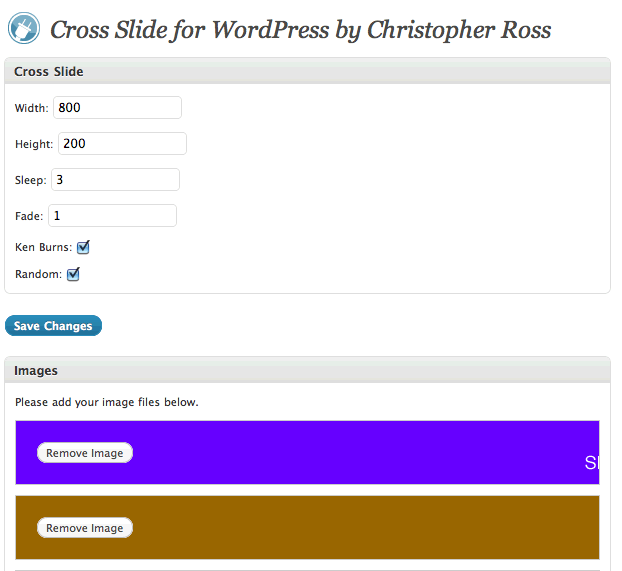 Cross Slide for WordPress by Christopher Ross
Cross Slide
Width: 800
Height: 200
Sleep: 3
Fade: 1
Ken Burns:
Random:
Save Changes
Images
Please add your image files below.
Remove Image
Remove Image